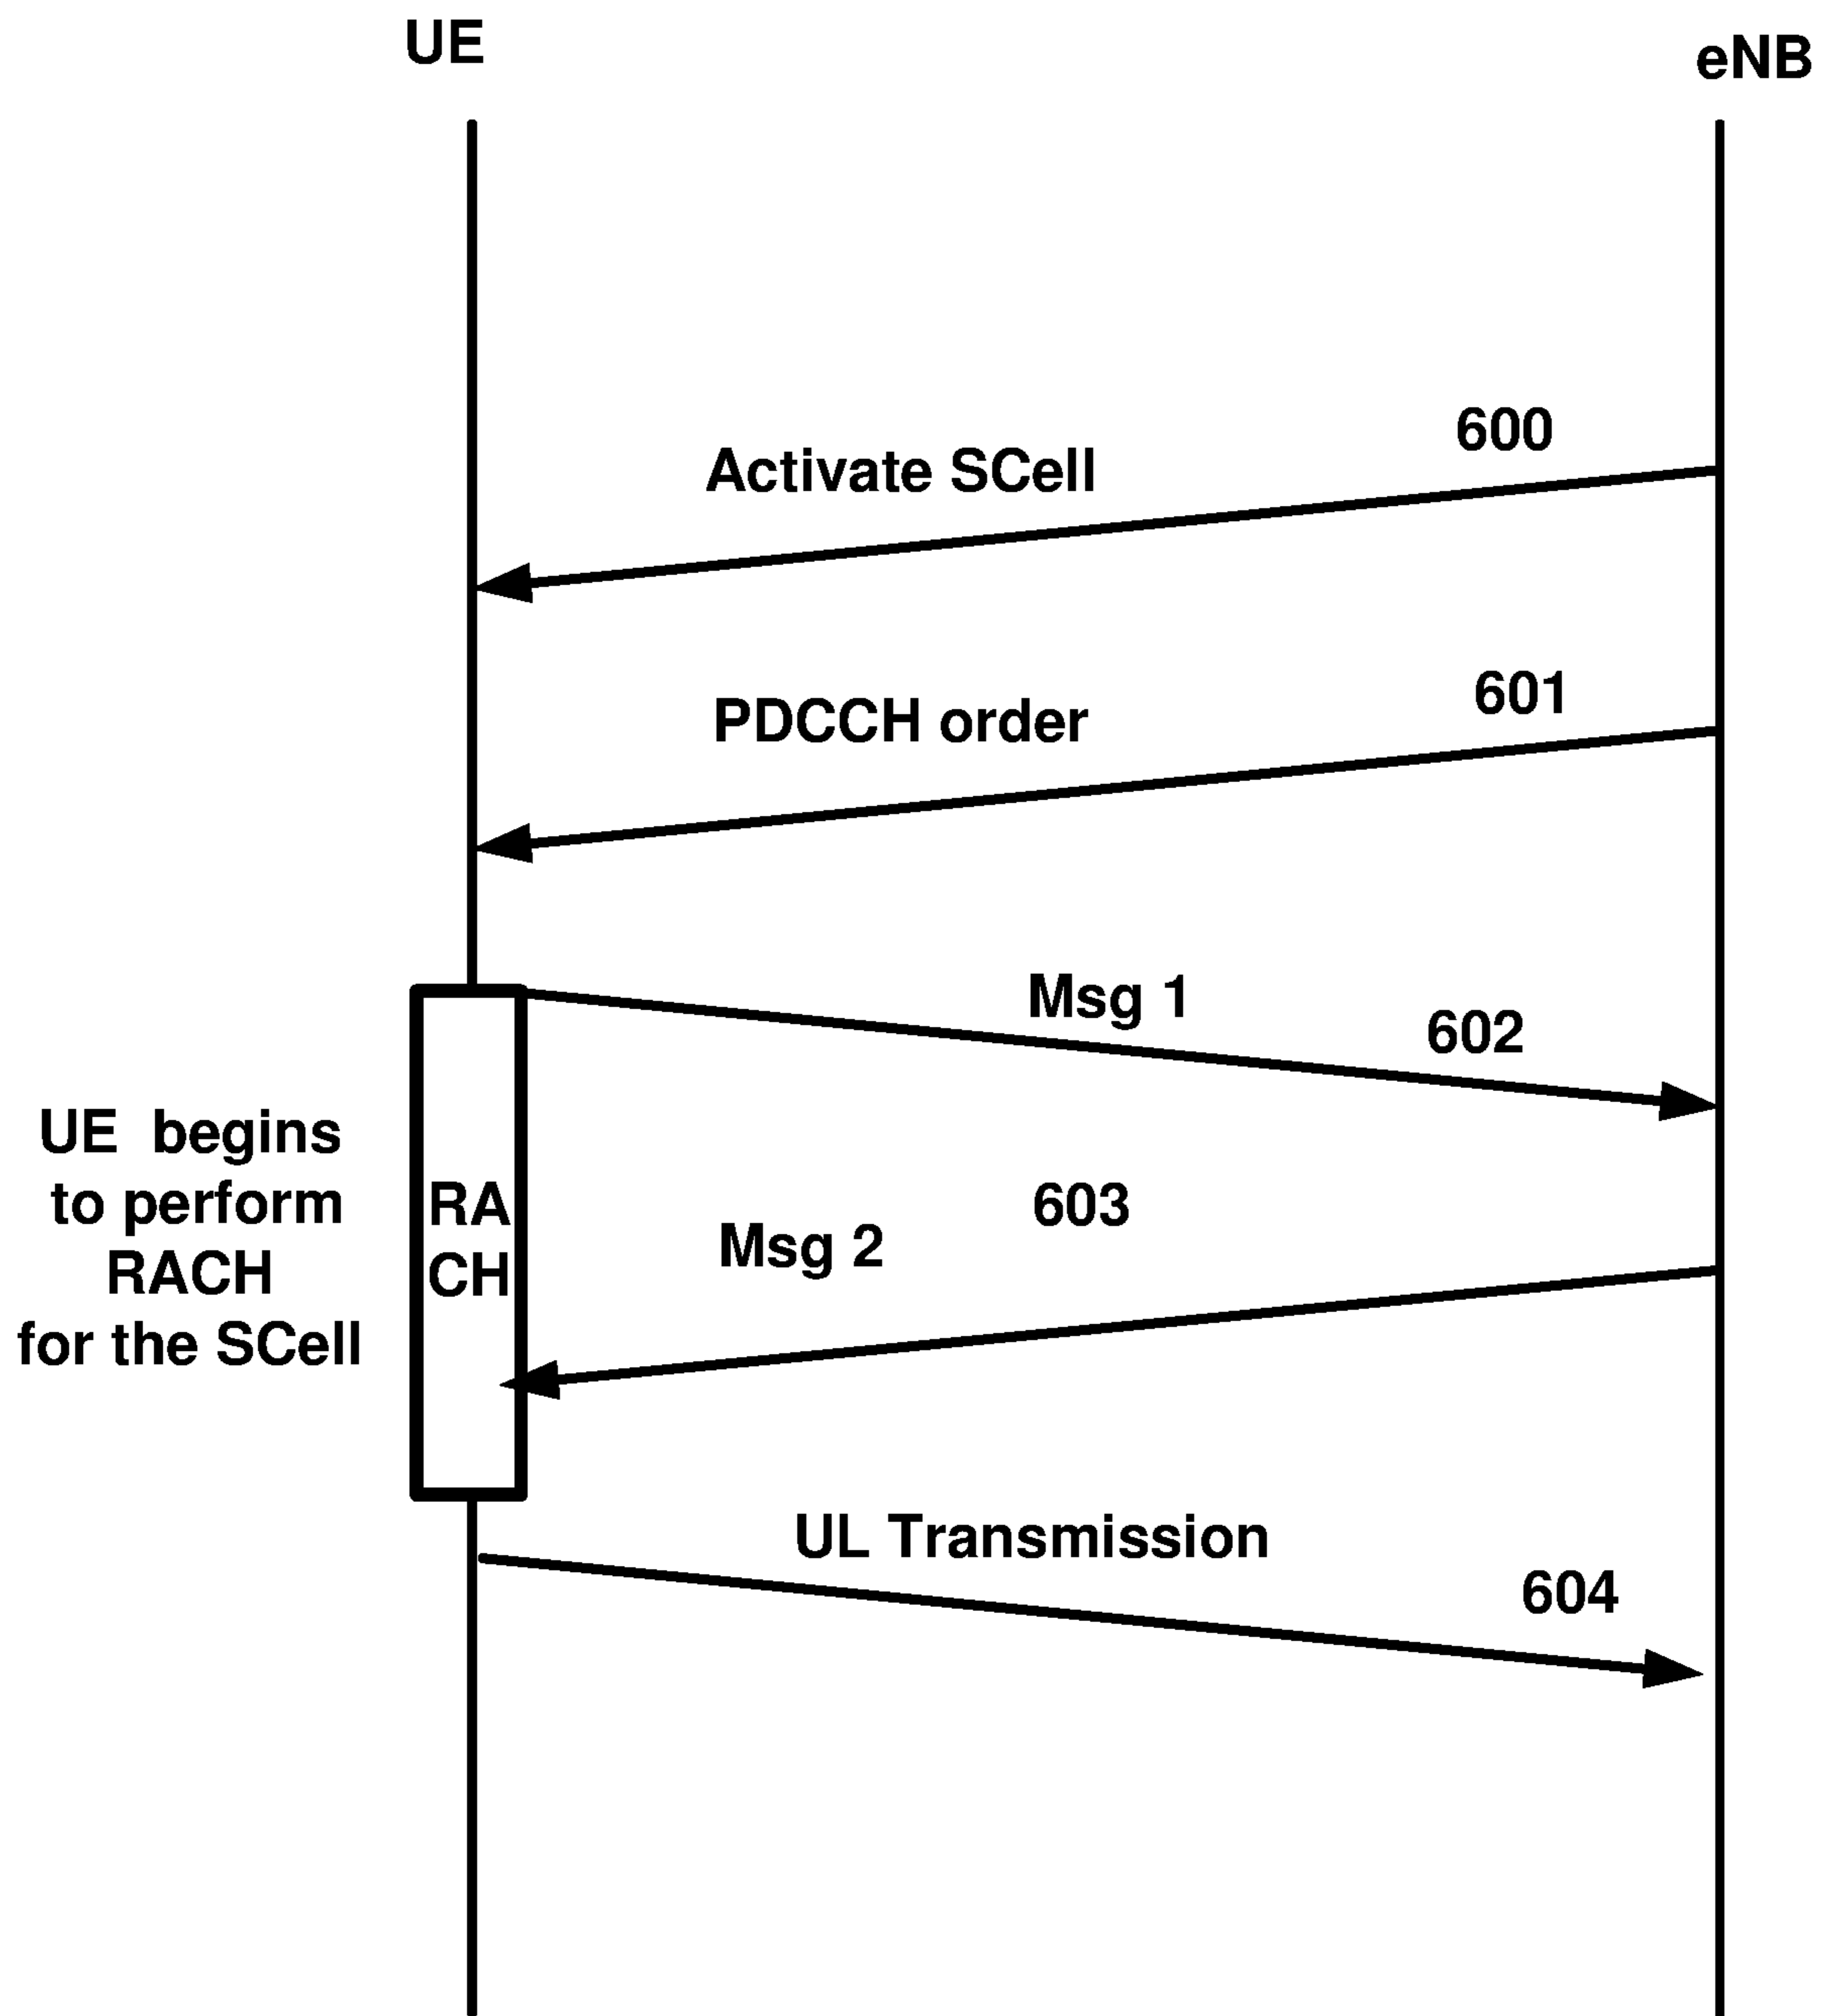 UE
eNB
600
Activate SCell
601
PDCCH order
Msg 1
602
UE begins
to perform
RACH
for the SCell
RA
CH
603
Msg 2
UL Transmission
604